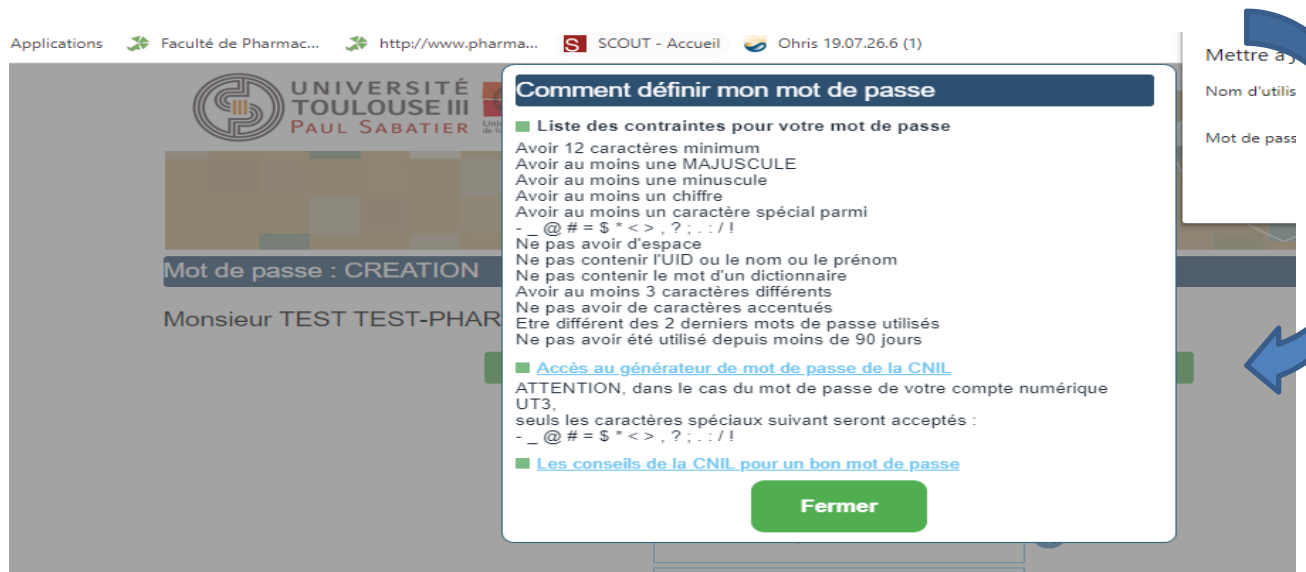 Applications Faculté de Pharmac... http://www.pharma... SCOUT - Accueil Ohris 19.07.26.6 (1)
Mettre à j
Nom d'utilis
Mot de pass
UNIVERSITÉ
TOULOUSE III
PAUL SABATIER
Comment définir mon mot de passe
Liste des contraintes pour votre mot de passe
Avoir 12 caractères minimum
Avoir au moins une MAJUSCULE
Avoir au moins une minuscule
Avoir au moins un chiffre
Avoir au moins un caractère spécial parmi
- _ @ # = $ * < > , ? ; . : / !
Ne pas avoir d'espace
Ne pas contenir l'UID ou le nom ou le prénom
Ne pas contenir le mot d'un dictionnaire
Avoir au moins 3 caractères différents
Ne pas avoir de caractères accentués
Etre différent des 2 derniers mots de passe utilisés
Ne pas avoir été utilisé depuis moins de 90 jours
Accès au générateur de mot de passe de la CNIL
ATTENTION, dans le cas du mot de passe de votre compte numérique
UT3,
seuls les caractères spéciaux suivant seront acceptés :
- _ @ # = $ * < > , ? ; . : / !
Les conseils de la CNIL pour un bon mot de passe
Fermer
Mot de passe : CREATION
Monsieur TEST TEST-PHAR